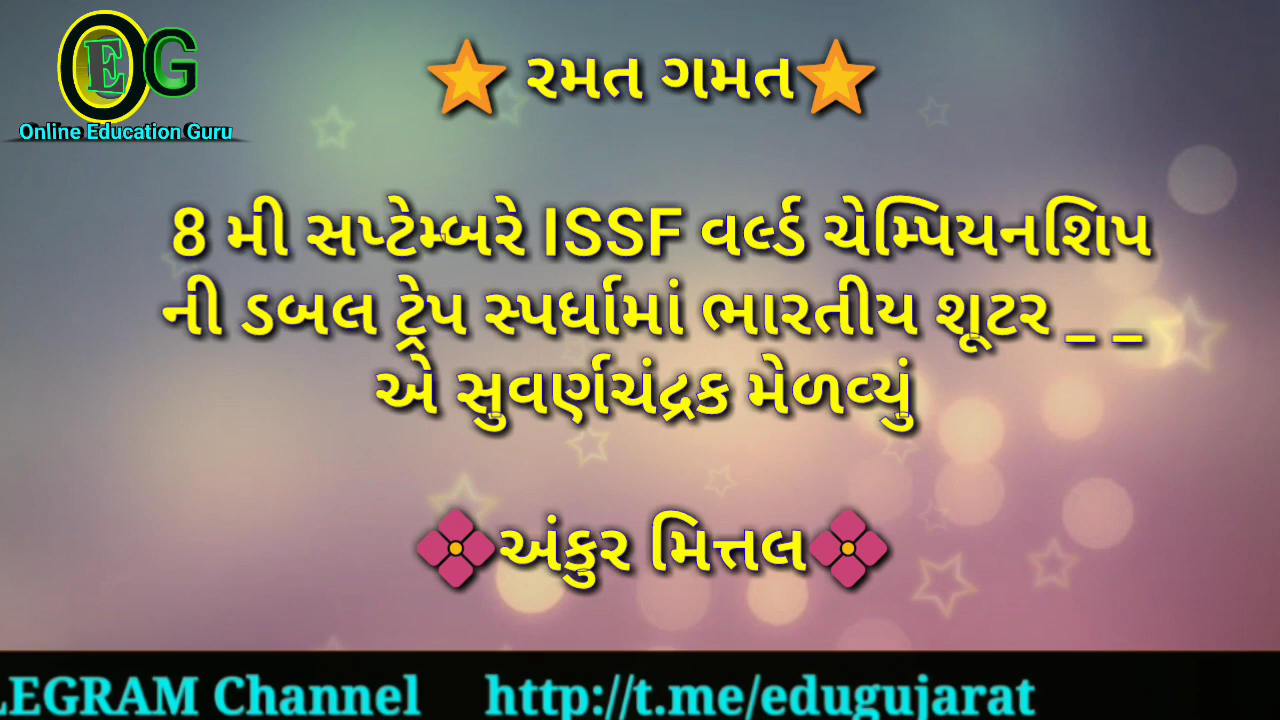 OEG
Online Education Guru
રમત ગમત
8 મી સપ્ટેમ્બરે ISSF વર્લ્ડ ચેમ્પિયનશિપ
ની ડબલ ટ્રેપ સ્પર્ધામાં ભારતીય શૂટર _ _
એ સુવર્ણચંદ્રક મેળવ્યું
અંકુર મિત્તલ
LEGRAM Channel http://t.me/edugujarat